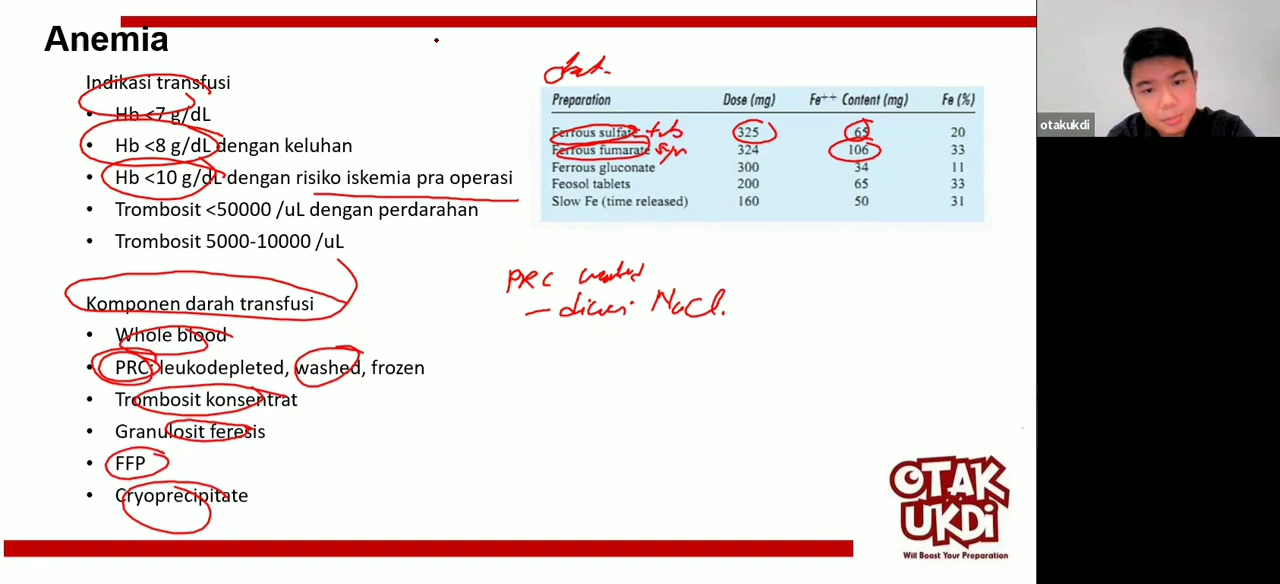 Anemia
Indikasi transfusi
• Hb <7 g/dL
• Hb <8 g/dL dengan keluhan
• Hb <10 g/dL dengan risiko iskemia pra operasi
• Trombosit <50000 /uL dengan perdarahan
• Trombosit 5000-10000 /uL
Komponen darah transfusi
• Whole blood
• PRC: leukodepleted, washed, frozen
• Trombosit konsentrat
• Granulosit feresis
• FFP
• Cryoprecipitate
Preparation Dose (mg) Fe++ Content (mg) Fe (%)
Ferrous sulfate tab 325 65 20
Ferrous fumarate 324 106 33
Ferrous gluconate 300 34 11
Feosol tablets 200 65 33
Slow Fe (time released) 160 50 31
PRC washed
– dicuci NaCl.
OTAK
UKDi
Will Boost Your Preparation
otakukdi